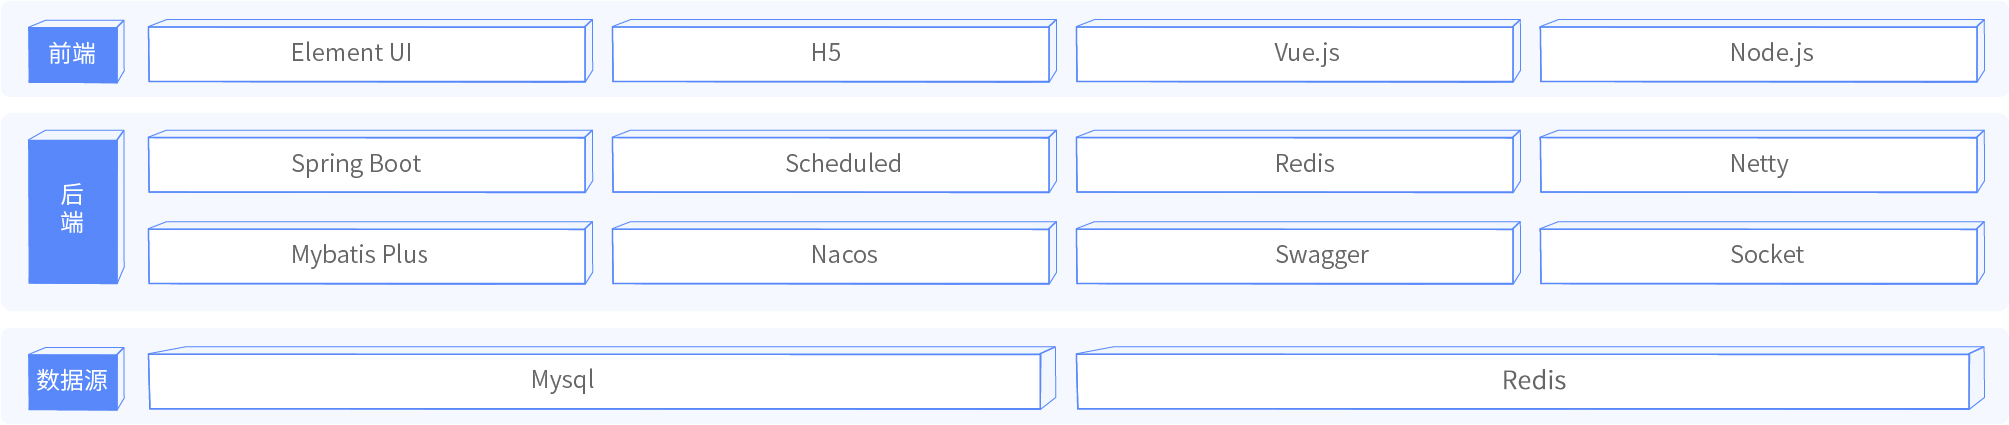 前端
Element UI
H5
Vue.js
Node.js
后
端
Spring Boot
Scheduled
Redis
Netty
Mybatis Plus
Nacos
Swagger
Socket
数据源
Mysql
Redis